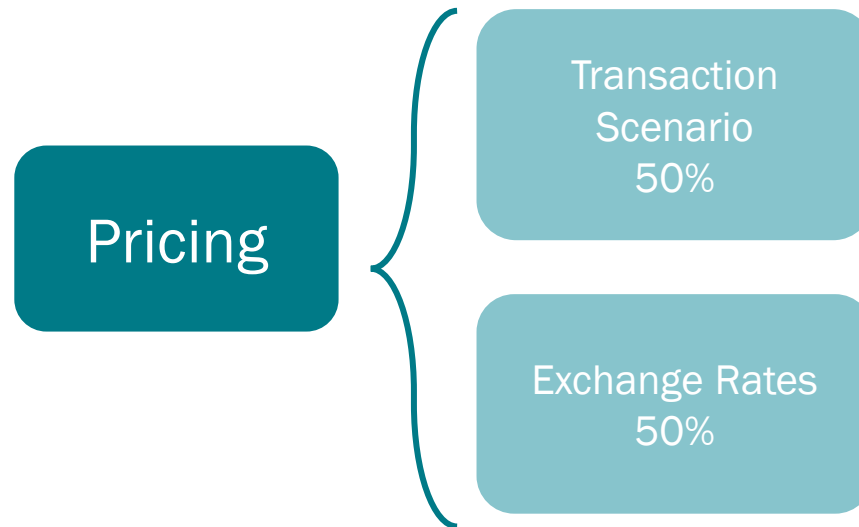 Pricing
Transaction
Scenario
50%
Exchange Rates
50%